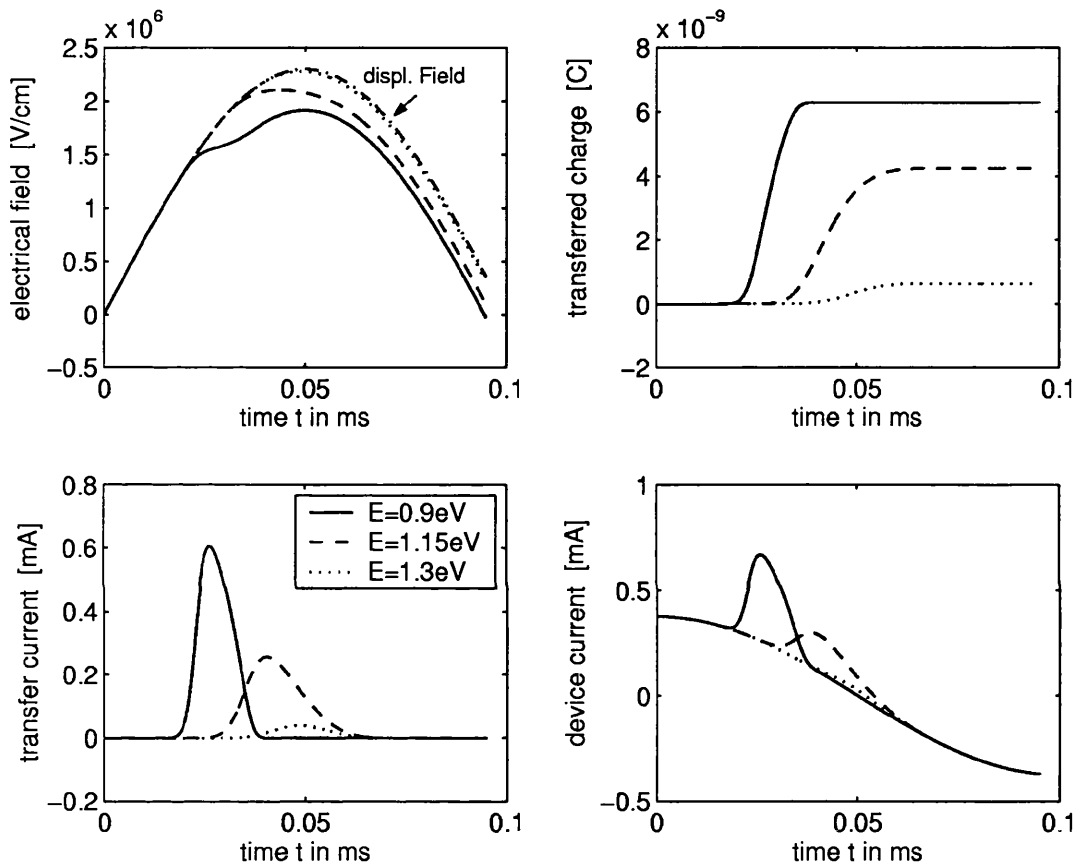 x 10^6
2.5
2
1.5
1
0.5
0
-0.5
electrical field [V/cm]
displ. Field
0
0.05
0.1
time t in ms
x 10^-9
8
6
4
2
0
-2
transferred charge [C]
0
0.05
0.1
time t in ms
0.8
0.6
0.4
0.2
0
-0.2
transfer current [mA]
E=0.9eV
E=1.15eV
E=1.3eV
0
0.05
0.1
time t in ms
1
0.5
0
-0.5
device current [mA]
0
0.05
0.1
time t in ms